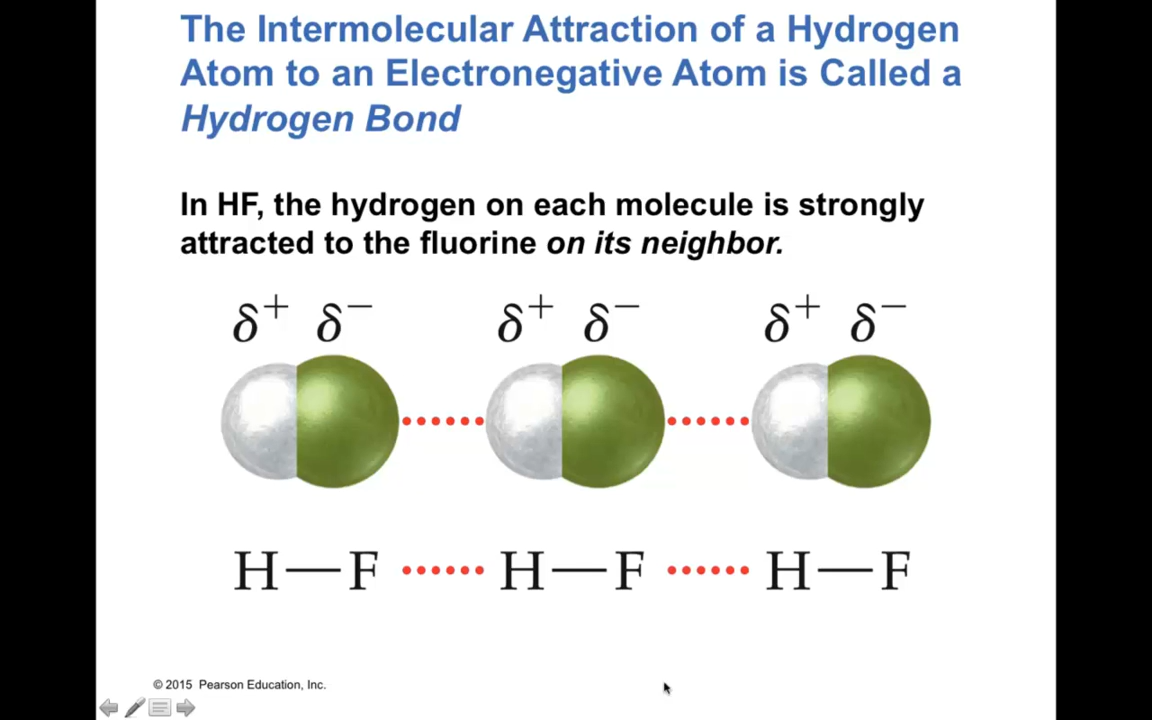 The Intermolecular Attraction of a Hydrogen
Atom to an Electronegative Atom is Called a
Hydrogen Bond
In HF, the hydrogen on each molecule is strongly
attracted to the fluorine on its neighbor.
δ+ δ− δ+ δ− δ+ δ−
H—F ...... H—F ...... H—F
© 2015 Pearson Education, Inc.